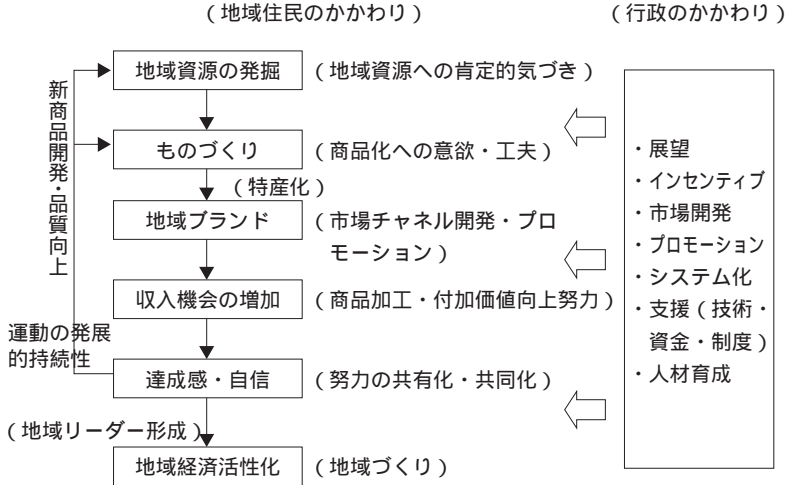 （地域住民のかかわり）
（行政のかかわり）
地域資源の発掘
（地域資源への肯定的気づき）
新商品開発・品質向上
ものづくり
（商品化への意欲・工夫）
（特産化）
地域ブランド
（市場チャネル開発・プロ
モーション）
収入機会の増加
（商品加工・付加価値向上努力）
運動の発展
的持続性
達成感・自信
（努力の共有化・共同化）
（地域リーダー形成）
地域経済活性化
（地域づくり）
・展望
・インセンティブ
・市場開発
・プロモーション
・システム化
・支援（技術・
資金・制度）
・人材育成